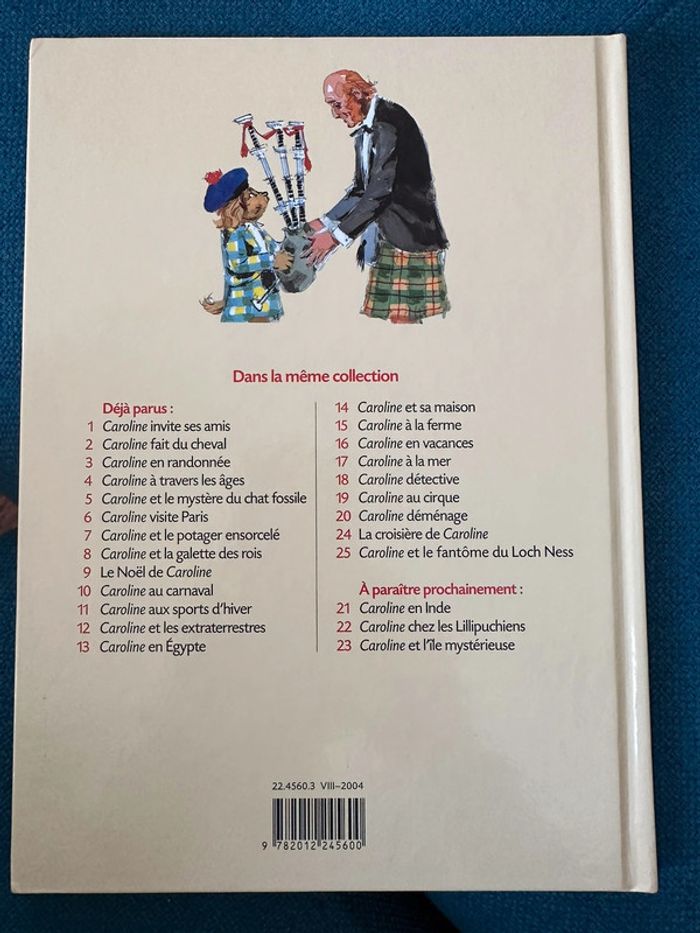 Dans la même collection
Déjà parus :
1 Caroline invite ses amis
2 Caroline fait du cheval
3 Caroline en randonnée
4 Caroline à travers les âges
5 Caroline et le mystère du chat fossile
6 Caroline visite Paris
7 Caroline et le potager ensorcelé
8 Caroline et la galette des rois
9 Le Noël de Caroline
10 Caroline au carnaval
11 Caroline aux sports d'hiver
12 Caroline et les extraterrestres
13 Caroline en Égypte
14 Caroline et sa maison
15 Caroline à la ferme
16 Caroline en vacances
17 Caroline à la mer
18 Caroline détective
19 Caroline au cirque
20 Caroline déménage
24 La croisière de Caroline
25 Caroline et le fantôme du Loch Ness
À paraître prochainement :
21 Caroline en Inde
22 Caroline chez les Lillipuchiens
23 Caroline et l'île mystérieuse
22.4560.3 VIII–2004
9 782012 245600